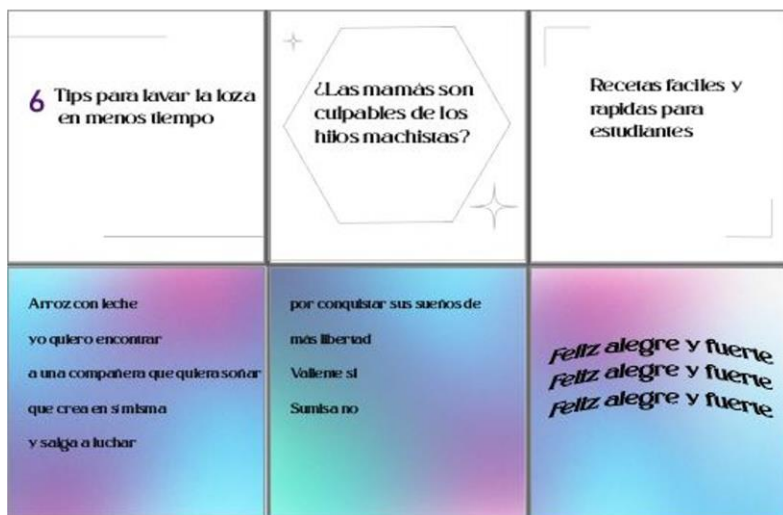 6 Tips para lavar la loza
en menos tiempo
¿Las mamás son
culpables de los
hijos machistas?
Recetas faciles y
rapidas para
estudiantes
Arroz con leche
yo quiero encontrar
a una compañera que quiera soñar
que crea en si misma
y salga a luchar
por conquistar sus sueños de
más libertad
Valiente si
Sumisa no
Feliz alegre y fuerte
Feliz alegre y fuerte
Feliz alegre y fuerte